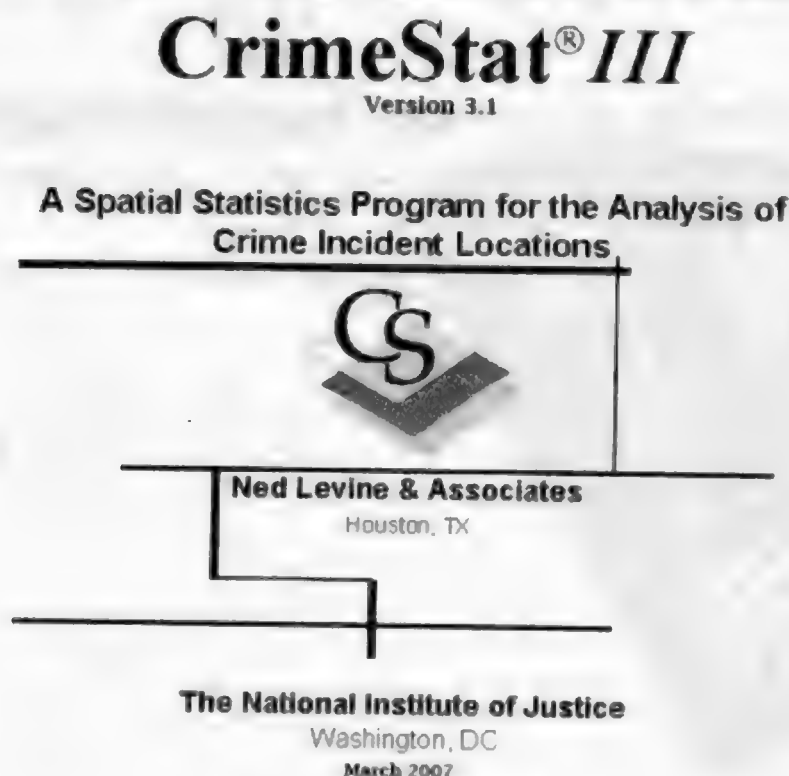 CrimeStat® III
Version 3.1
A Spatial Statistics Program for the Analysis of
Crime Incident Locations
CS
Ned Levine & Associates
Houston, TX
The National Institute of Justice
Washington, DC
March 2007